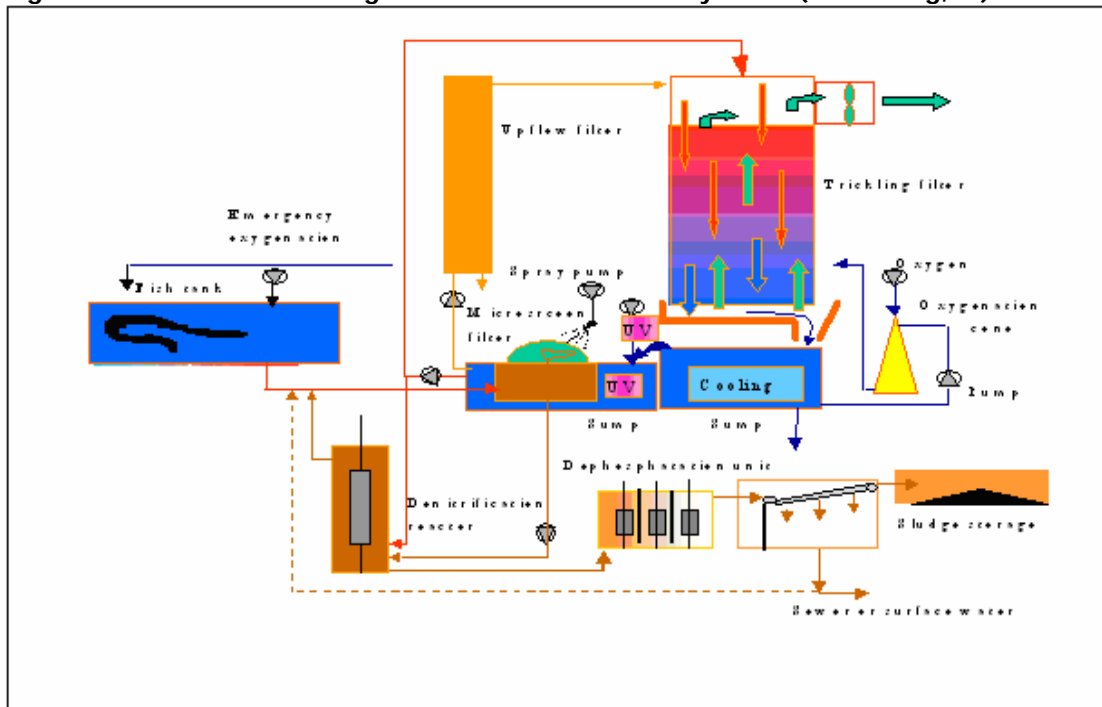 Upflow filter
Trickling filter
Emergency
oxygenation
Spray pump
Oxygen
Fish tank
Microscreen
filter
Oxygenation
cone
UV
UV
Cooling
Pump
Sump
Sump
Dephosphatation unit
Denitrification
reactor
Sludge storage
Sewer or surface water